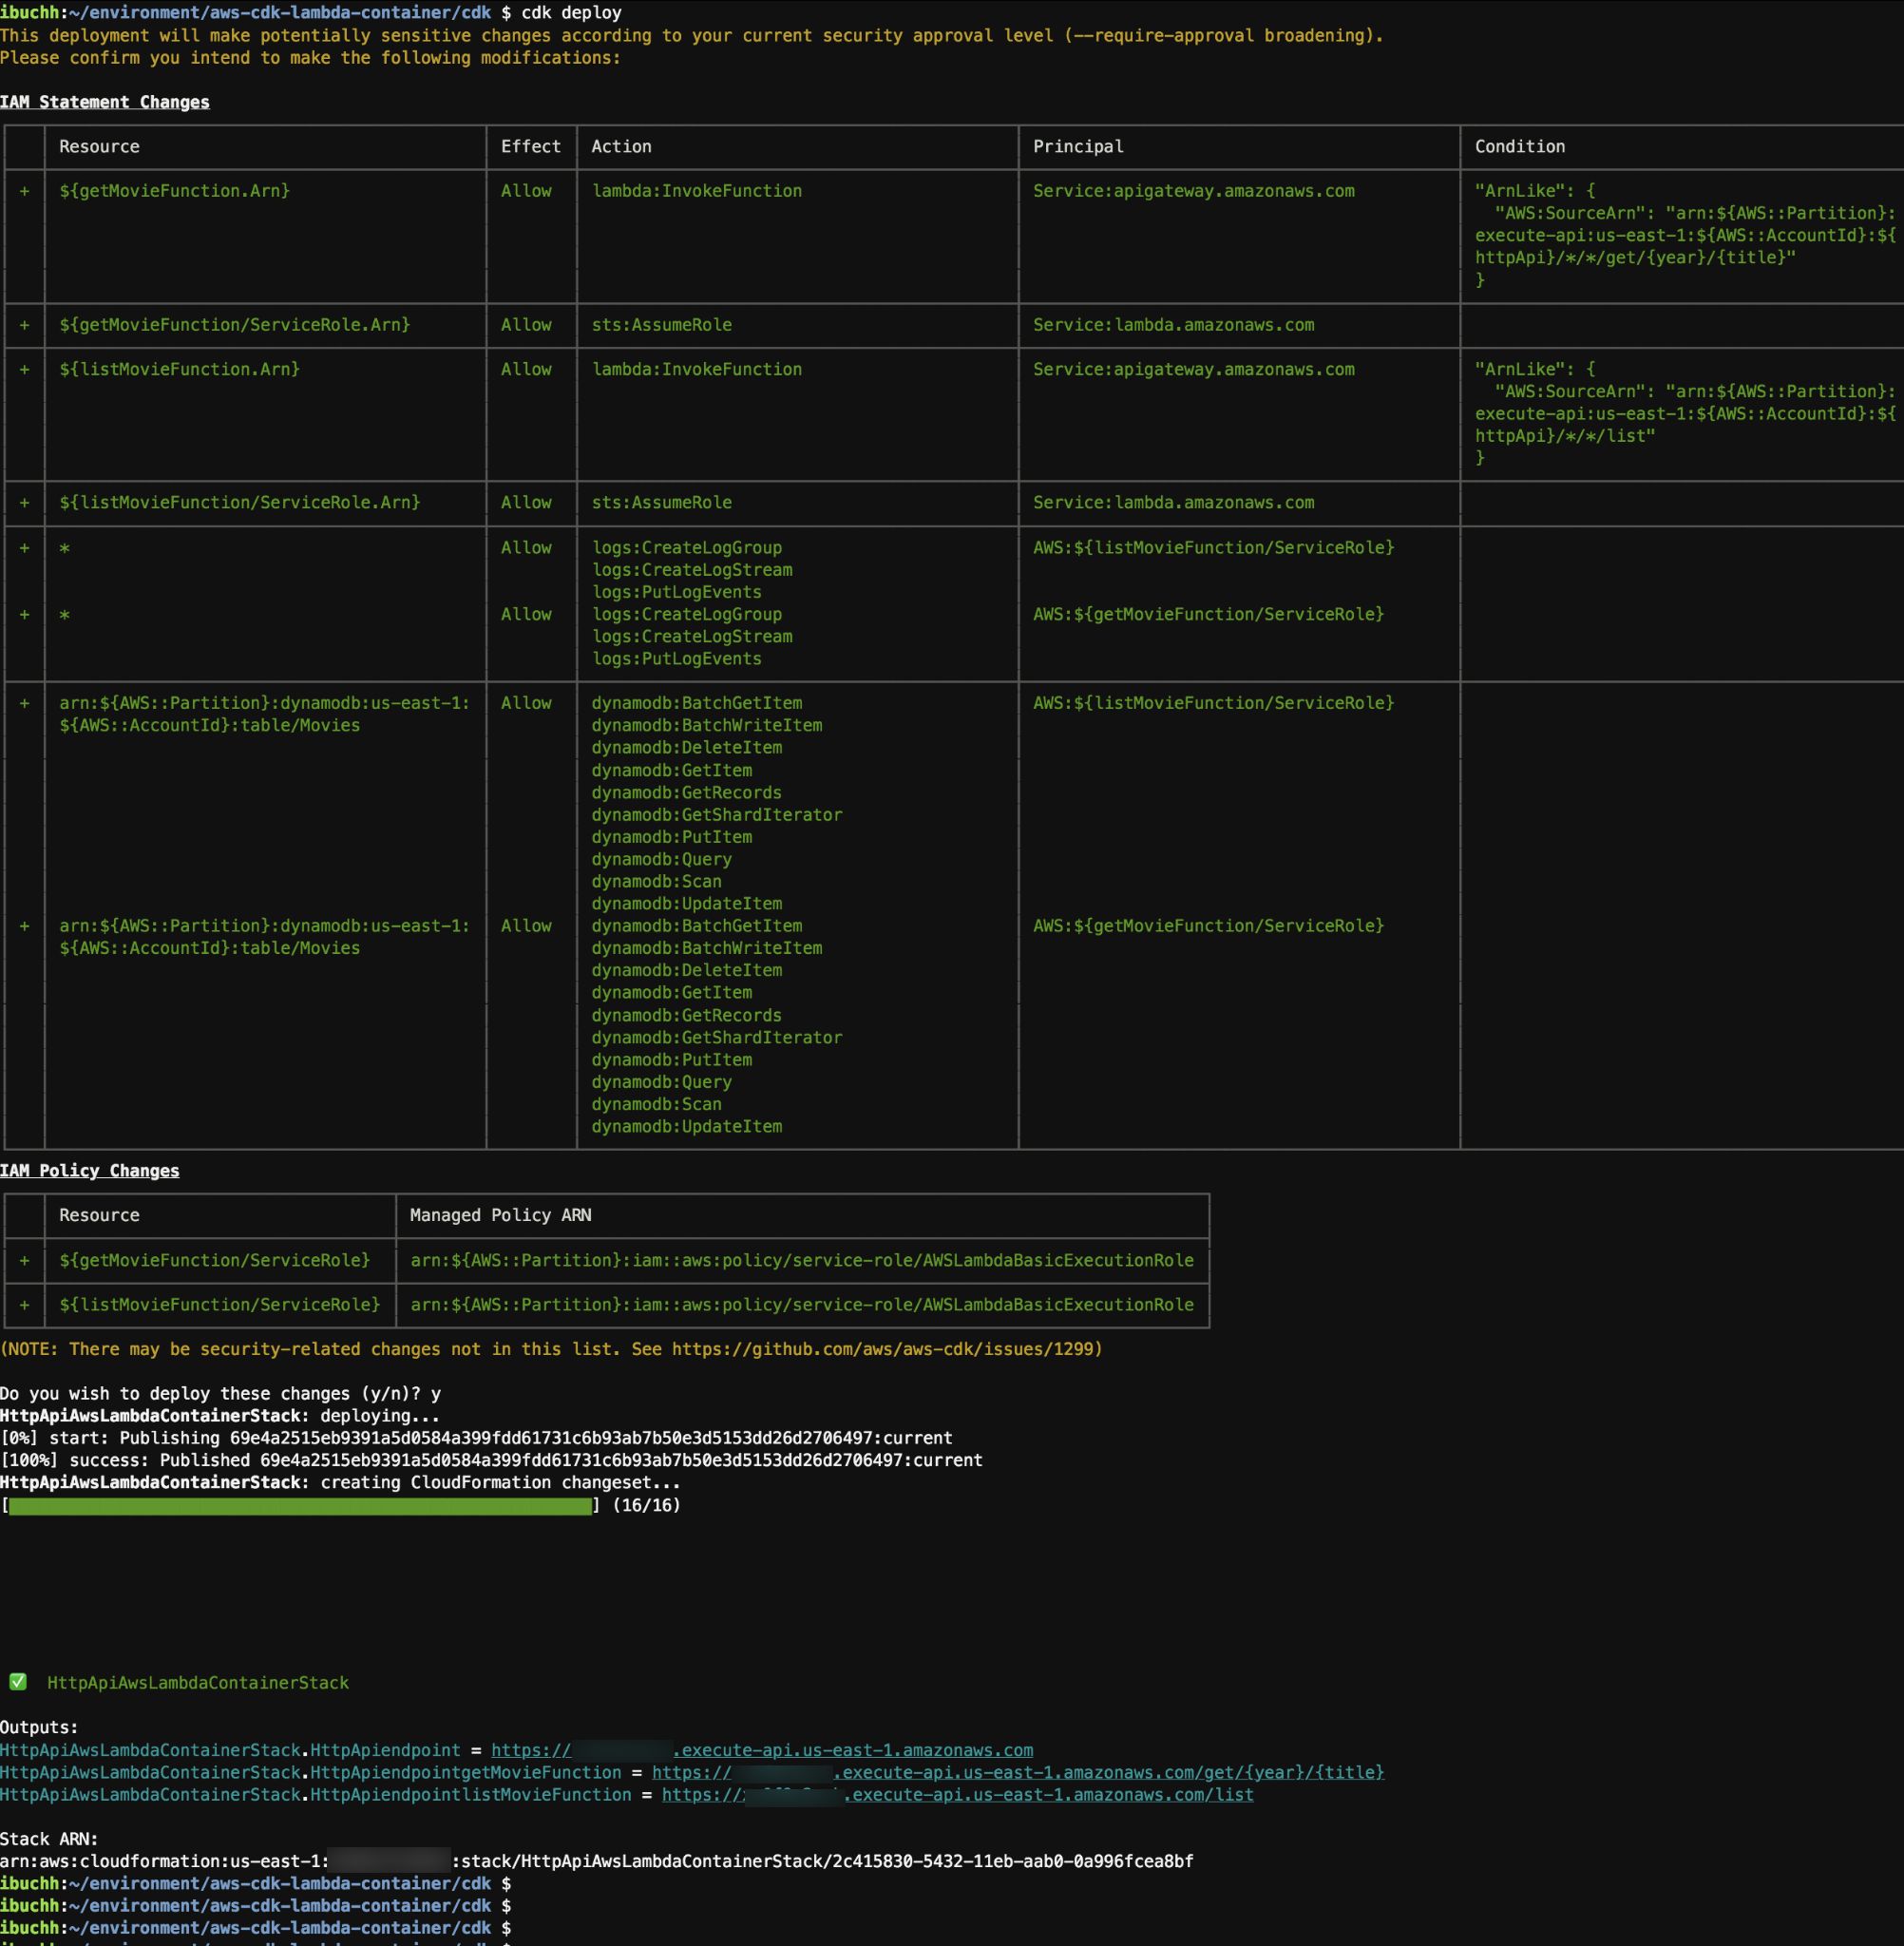 ibuchh:~/environment/aws-cdk-lambda-container/cdk $ cdk deploy
This deployment will make potentially sensitive changes according to your current security approval level (--require-approval broadening).
Please confirm you intend to make the following modifications:
IAM Statement Changes
Resource Effect Action Principal Condition
+ ${getMovieFunction.Arn} Allow lambda:InvokeFunction Service:apigateway.amazonaws.com "ArnLike": {
"AWS:SourceArn": "arn:${AWS::Partition}:
execute-api:us-east-1:${AWS::AccountId}:${
httpApi}/*/*/get/{year}/{title}"
}
+ ${getMovieFunction/ServiceRole.Arn} Allow sts:AssumeRole Service:lambda.amazonaws.com
+ ${listMovieFunction.Arn} Allow lambda:InvokeFunction Service:apigateway.amazonaws.com "ArnLike": {
"AWS:SourceArn": "arn:${AWS::Partition}:
execute-api:us-east-1:${AWS::AccountId}:${
httpApi}/*/*/list"
}
+ ${listMovieFunction/ServiceRole.Arn} Allow sts:AssumeRole Service:lambda.amazonaws.com
+ * Allow logs:CreateLogGroup AWS:${listMovieFunction/ServiceRole}
logs:CreateLogStream
logs:PutLogEvents
+ * Allow logs:CreateLogGroup AWS:${getMovieFunction/ServiceRole}
logs:CreateLogStream
logs:PutLogEvents
+ arn:${AWS::Partition}:dynamodb:us-east-1: Allow dynamodb:BatchGetItem AWS:${listMovieFunction/ServiceRole}
${AWS::AccountId}:table/Movies dynamodb:BatchWriteItem
dynamodb:DeleteItem
dynamodb:GetItem
dynamodb:GetRecords
dynamodb:GetShardIterator
dynamodb:PutItem
dynamodb:Query
dynamodb:Scan
dynamodb:UpdateItem
+ arn:${AWS::Partition}:dynamodb:us-east-1: Allow dynamodb:BatchGetItem AWS:${getMovieFunction/ServiceRole}
${AWS::AccountId}:table/Movies dynamodb:BatchWriteItem
dynamodb:DeleteItem
dynamodb:GetItem
dynamodb:GetRecords
dynamodb:GetShardIterator
dynamodb:PutItem
dynamodb:Query
dynamodb:Scan
dynamodb:UpdateItem
IAM Policy Changes
Resource Managed Policy ARN
+ ${getMovieFunction/ServiceRole} arn:${AWS::Partition}:iam::aws:policy/service-role/AWSLambdaBasicExecutionRole
+ ${listMovieFunction/ServiceRole} arn:${AWS::Partition}:iam::aws:policy/service-role/AWSLambdaBasicExecutionRole
(NOTE: There may be security-related changes not in this list. See https://github.com/aws/aws-cdk/issues/1299)
Do you wish to deploy these changes (y/n)? y
HttpApiAwsLambdaContainerStack: deploying...
[0%] start: Publishing 69e4a2515eb9391a5d0584a399fdd61731c6b93ab7b50e3d5153dd26d2706497:current
[100%] success: Published 69e4a2515eb9391a5d0584a399fdd61731c6b93ab7b50e3d5153dd26d2706497:current
HttpApiAwsLambdaContainerStack: creating CloudFormation changeset...
[] (16/16)
✅ HttpApiAwsLambdaContainerStack
Outputs:
HttpApiAwsLambdaContainerStack.HttpApiendpoint = https:// .execute-api.us-east-1.amazonaws.com
HttpApiAwsLambdaContainerStack.HttpApiendpointgetMovieFunction = https:// .execute-api.us-east-1.amazonaws.com/get/{year}/{title}
HttpApiAwsLambdaContainerStack.HttpApiendpointlistMovieFunction = https:// .execute-api.us-east-1.amazonaws.com/list
Stack ARN:
arn:aws:cloudformation:us-east-1: :stack/HttpApiAwsLambdaContainerStack/2c415830-5432-11eb-aab0-0a996fcea8bf
ibuchh:~/environment/aws-cdk-lambda-container/cdk $
ibuchh:~/environment/aws-cdk-lambda-container/cdk $
ibuchh:~/environment/aws-cdk-lambda-container/cdk $